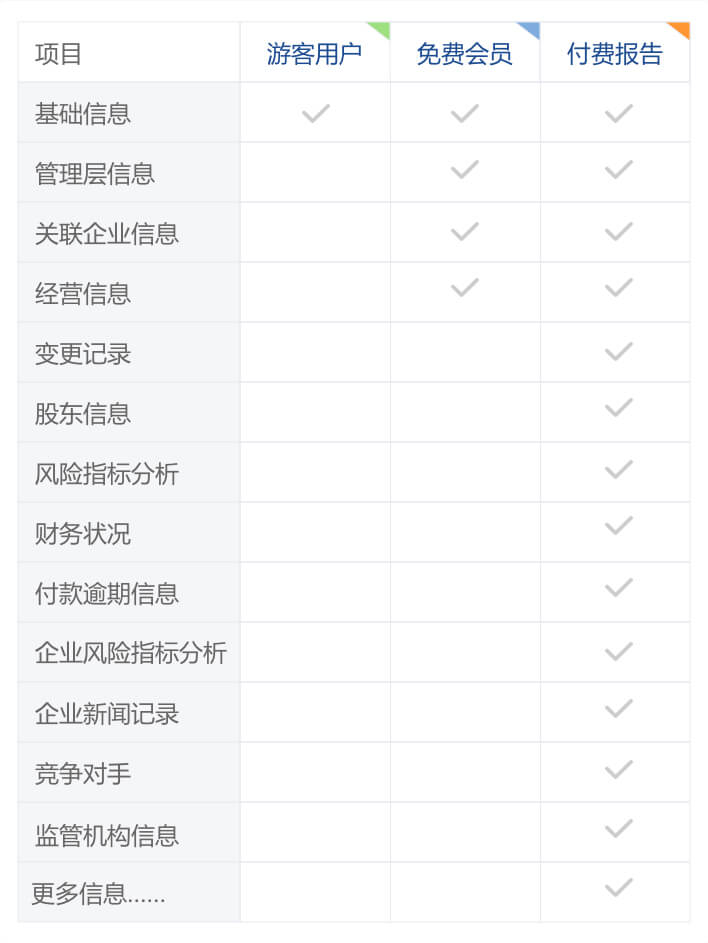 项目 游客用户 免费会员 付费报告
基础信息
管理层信息
关联企业信息
经营信息
变更记录
股东信息
风险指标分析
财务状况
付款逾期信息
企业风险指标分析
企业新闻记录
竞争对手
监管机构信息
更多信息......